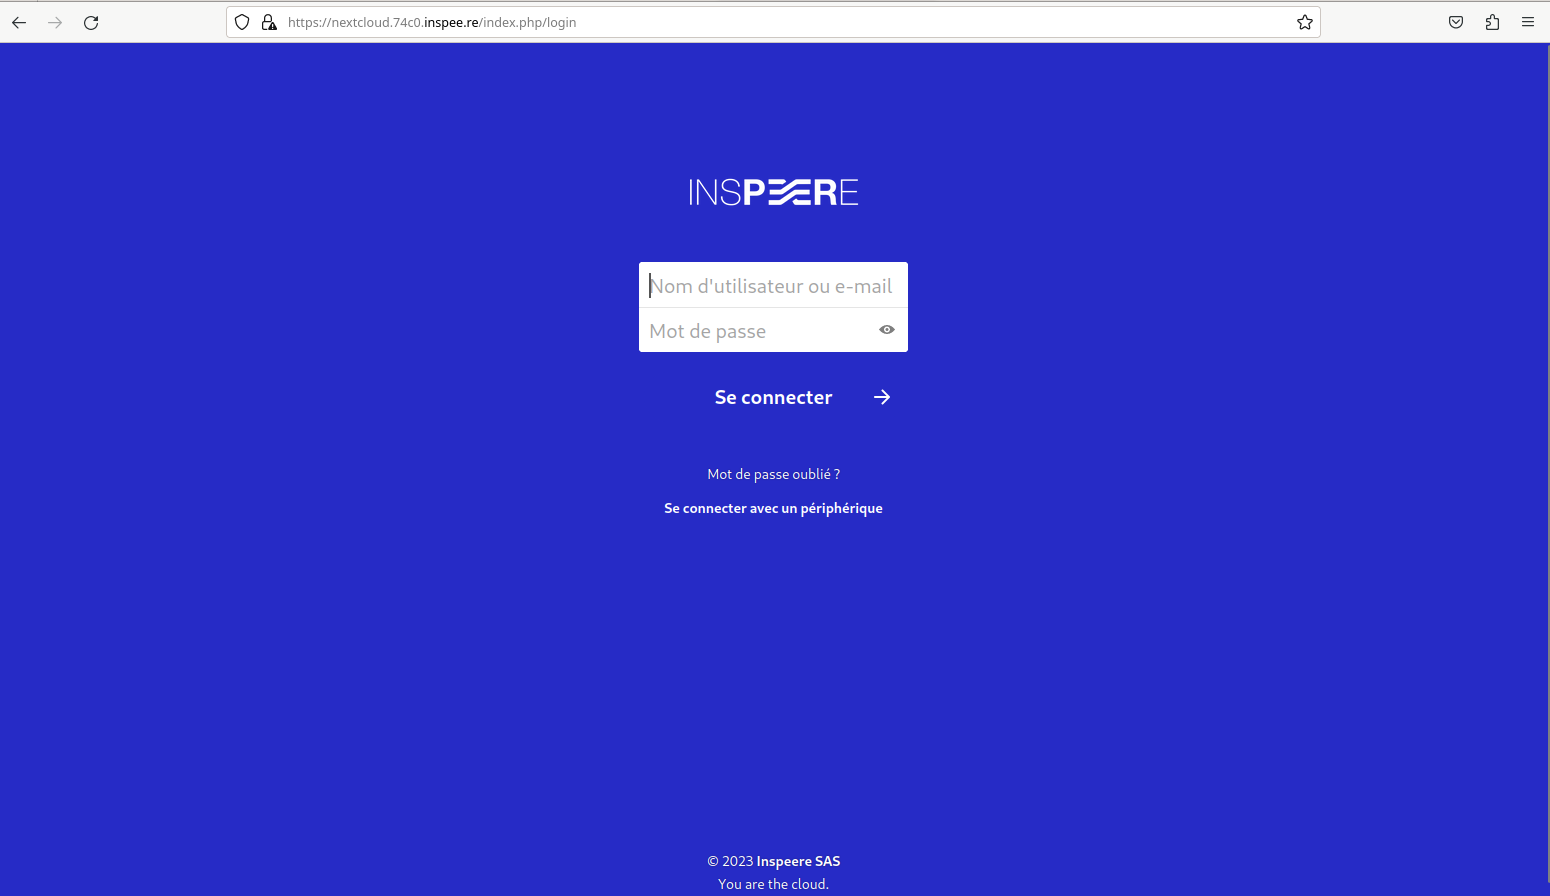 https://nextcloud.74c0.inspee.re/index.php/login
INSPEERE
Nom d'utilisateur ou e-mail
Mot de passe
Se connecter
Mot de passe oublié ?
Se connecter avec un périphérique
© 2023 Inspeere SAS
You are the cloud.